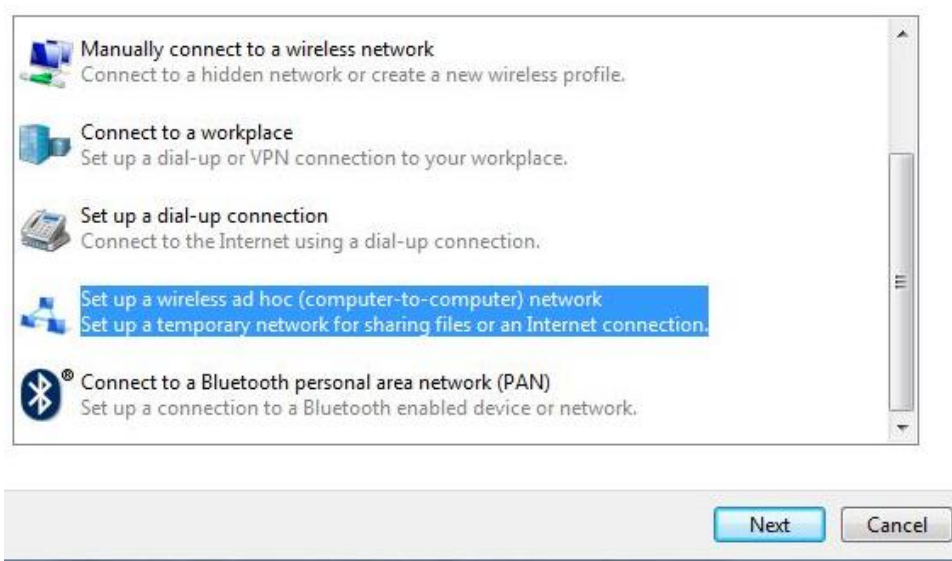 Manually connect to a wireless network
Connect to a hidden network or create a new wireless profile.
Connect to a workplace
Set up a dial-up or VPN connection to your workplace.
Set up a dial-up connection
Connect to the Internet using a dial-up connection.
Set up a wireless ad hoc (computer-to-computer) network
Set up a temporary network for sharing files or an Internet connection.
® Connect to a Bluetooth personal area network (PAN)
Set up a connection to a Bluetooth enabled device or network.
Next Cancel